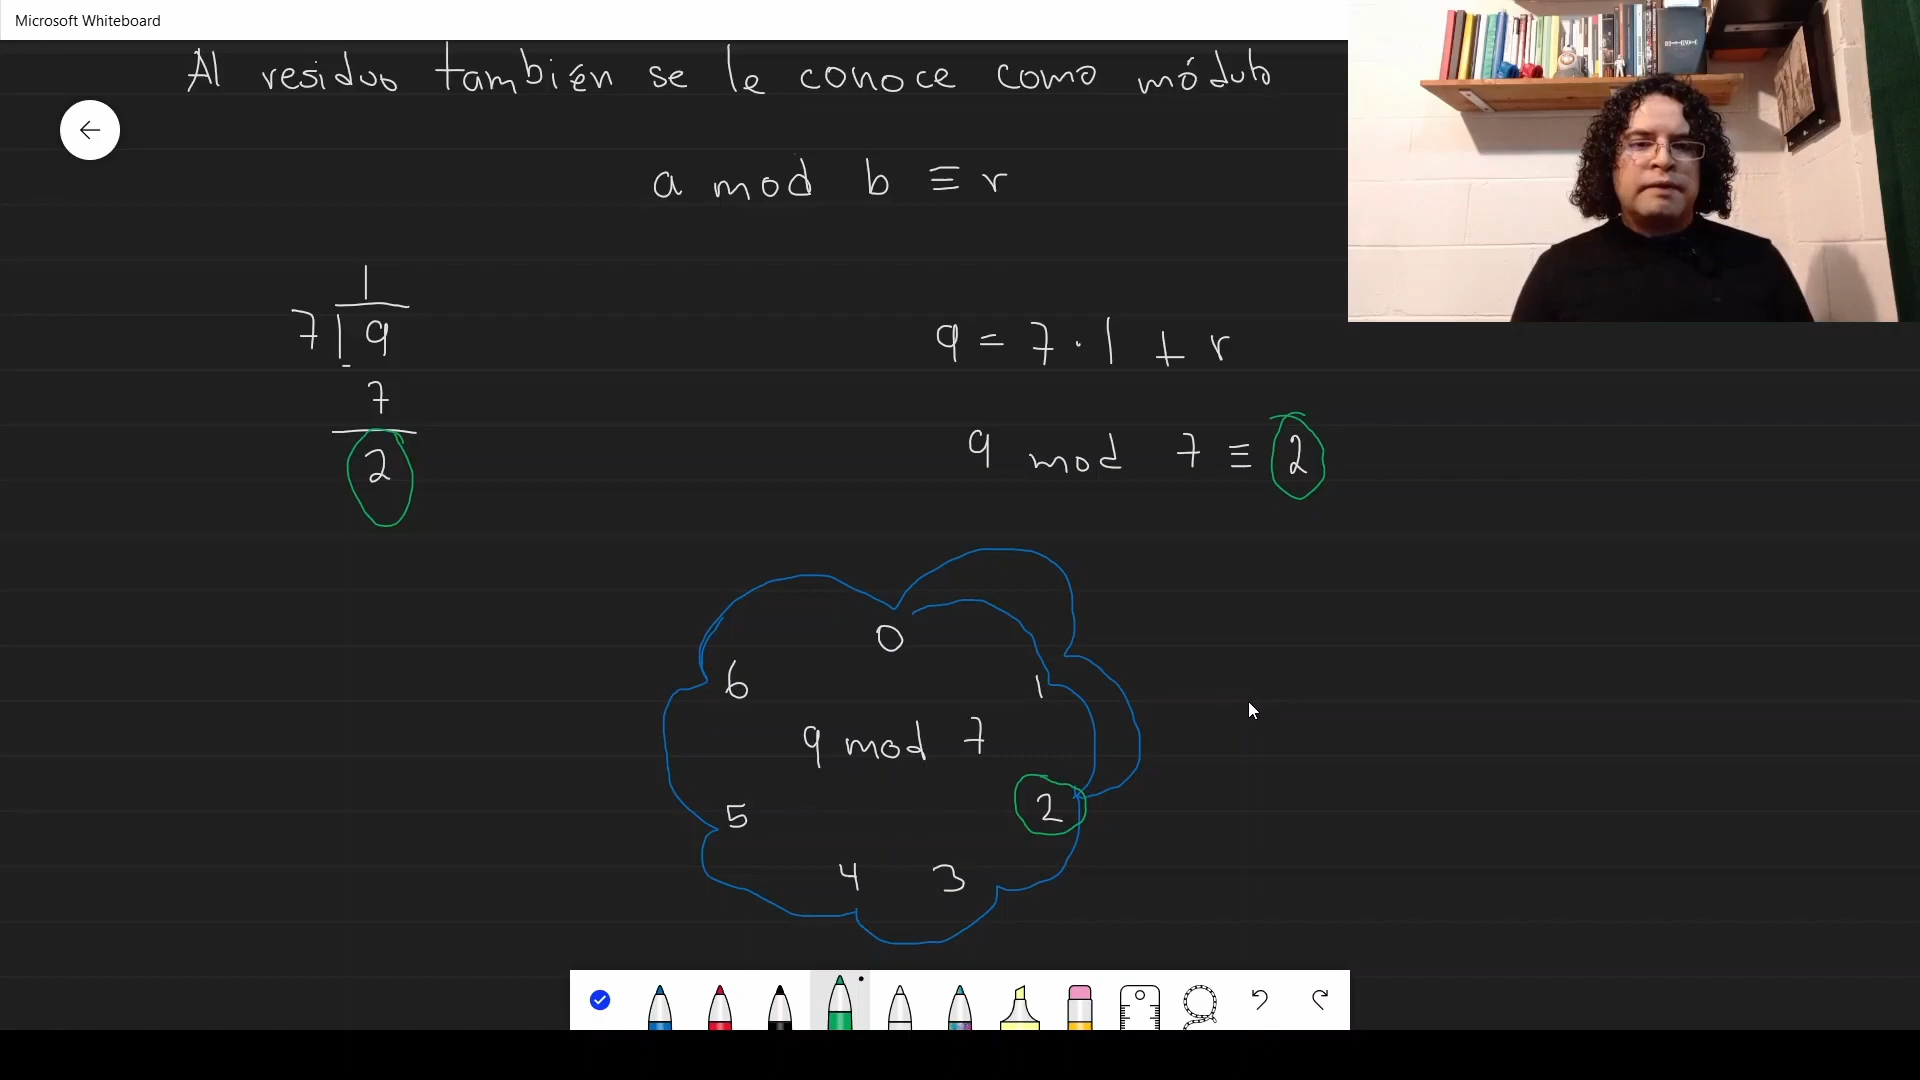 Microsoft Whiteboard
Al residuo también se le conoce como módulo
a mod b ≡ r
1
7 | 9
7
2
9 = 7 · 1 + r
9 mod 7 ≡ 2
0
6 1
9 mod 7
5 2
4 3